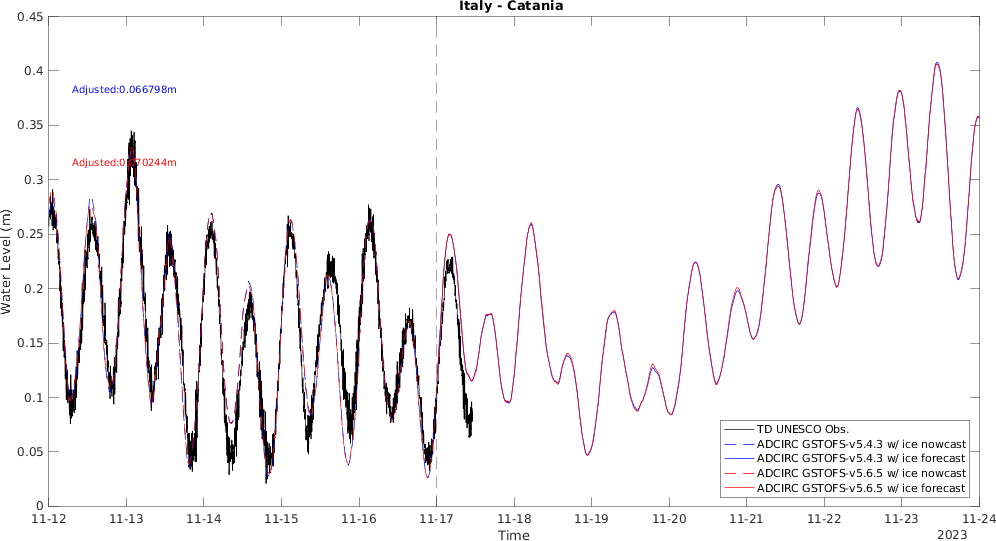 Italy - Catania
0.45
0.4
0.35
0.3
0.25
0.2
0.15
0.1
0.05
0
Water Level (m)
Adjusted:0.066798m
Adjusted:0.070244m
TD UNESCO Obs.
ADCIRC GSTOFS-v5.4.3 w/ ice nowcast
ADCIRC GSTOFS-v5.4.3 w/ ice forecast
ADCIRC GSTOFS-v5.6.5 w/ ice nowcast
ADCIRC GSTOFS-v5.6.5 w/ ice forecast
11-12 11-13 11-14 11-15 11-16 11-17 11-18 11-19 11-20 11-21 11-22 11-23 11-24
Time
2023